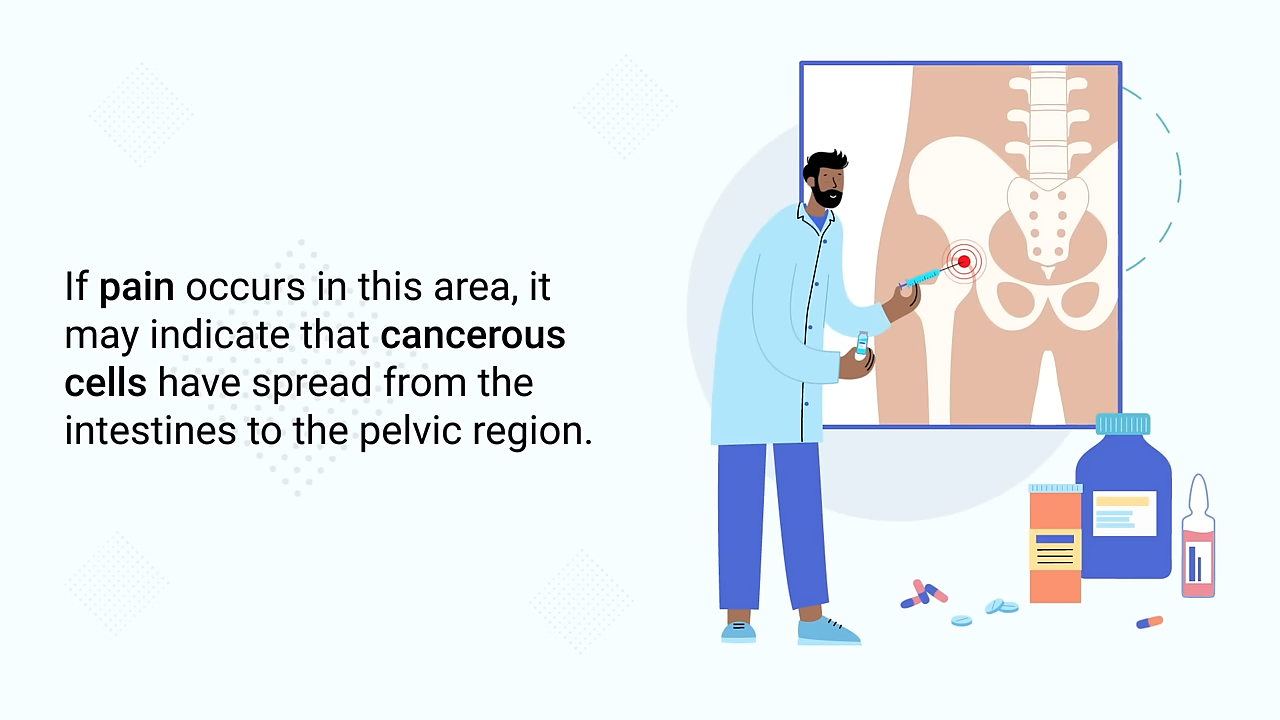 If pain occurs in this area, it
may indicate that cancerous
cells have spread from the
intestines to the pelvic region.